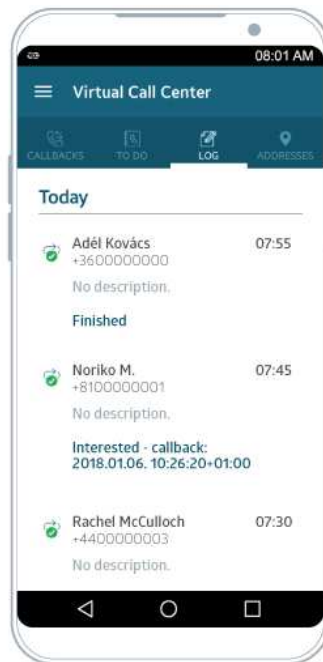 08:01 AM
Virtual Call Center
CALLBACKS TO DO LOG ADDRESSES
Today
Adél Kovács 07:55
+3600000000
No description.
Finished
Noriko M. 07:45
+8100000001
No description.
Interested - callback:
2018.01.06. 10:26:20+01:00
Rachel McCulloch 07:30
+4400000003
No description.